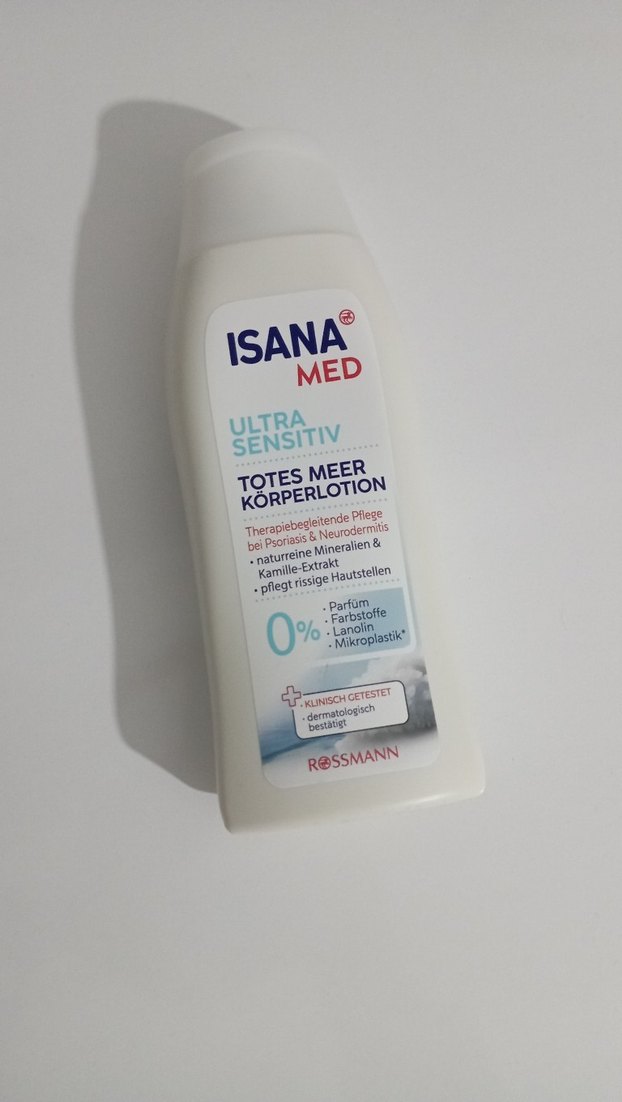 ISANA
MED
ULTRA
SENSITIV
TOTES MEER
KÖRPERLOTION
Therapiebegleitende Pflege
bei Psoriasis & Neurodermitis
• naturreine Mineralien &
Kamille-Extrakt
• pflegt rissige Hautstellen
0%
• Parfüm
• Farbstoffe
• Lanolin
• Mikroplastik*
• KLINISCH GETESTET
• dermatologisch
bestätigt
ROSSMANN